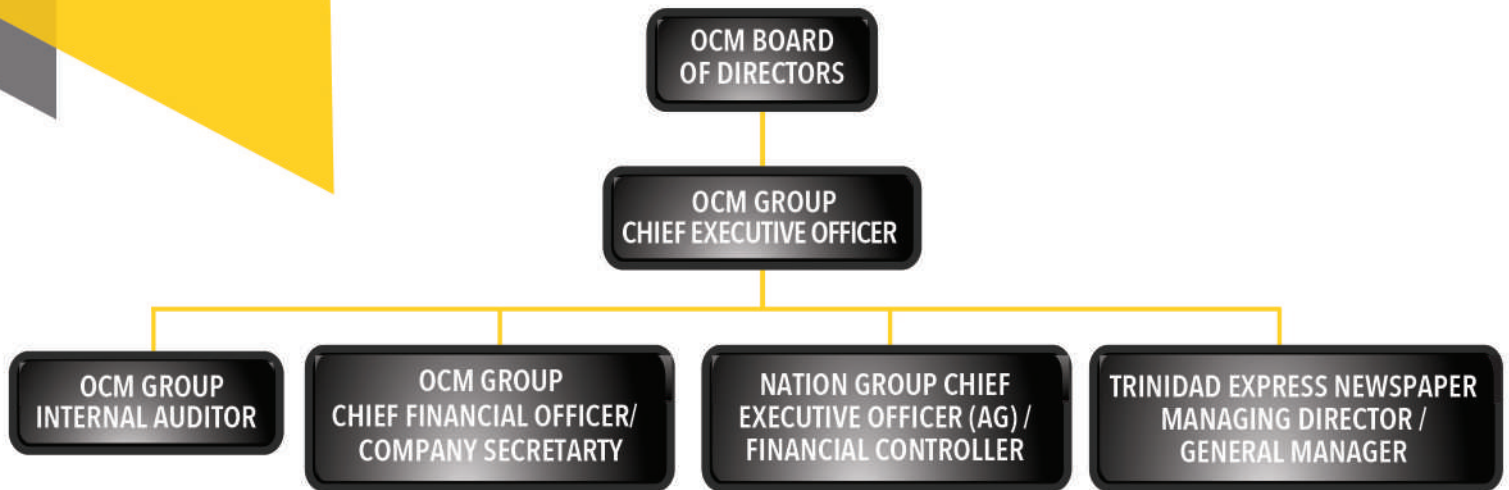 OCM BOARD
OF DIRECTORS
OCM GROUP
CHIEF EXECUTIVE OFFICER
OCM GROUP
INTERNAL AUDITOR
OCM GROUP
CHIEF FINANCIAL OFFICER/
COMPANY SECRETARTY
NATION GROUP CHIEF
EXECUTIVE OFFICER (AG) /
FINANCIAL CONTROLLER
TRINIDAD EXPRESS NEWSPAPER
MANAGING DIRECTOR /
GENERAL MANAGER